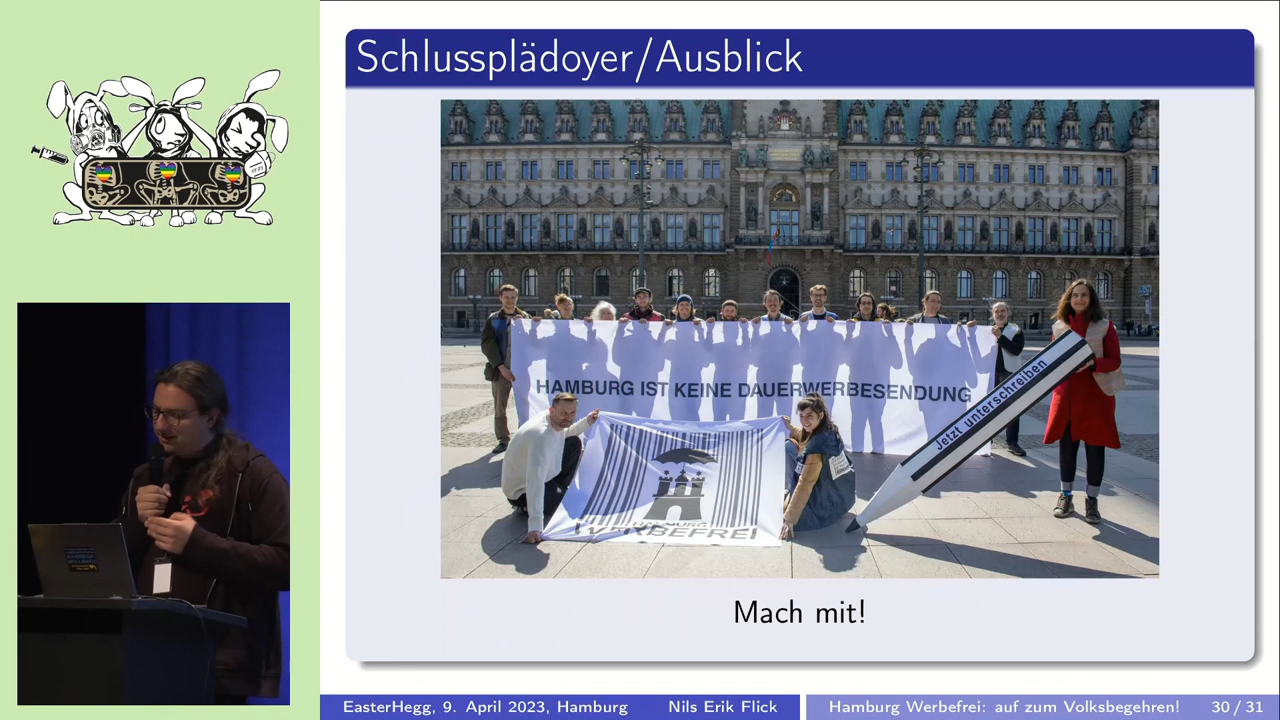 Schlussplädoyer/Ausblick
HAMBURG IST KEINE DAUERWERBESENDUNG
Jetzt unterschreiben
HAMBURG
WERBEFREI
Mach mit!
EasterHegg, 9. April 2023, Hamburg
Nils Erik Flick
Hamburg Werbefrei: auf zum Volksbegehren!
30 / 31